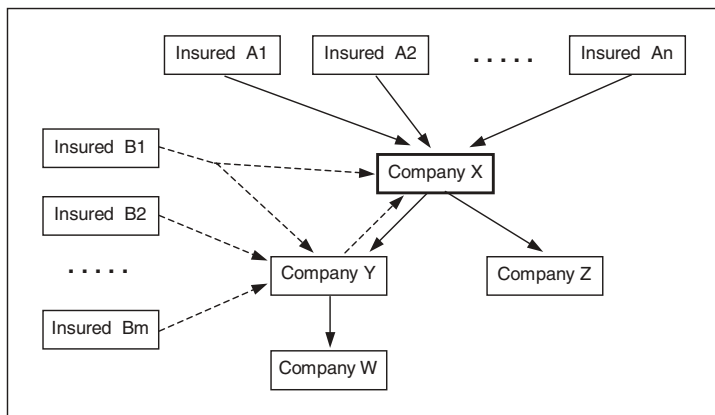 Insured A1
Insured A2
.....
Insured An
Insured B1
Company X
Insured B2
.....
Company Y
Company Z
Insured Bm
Company W